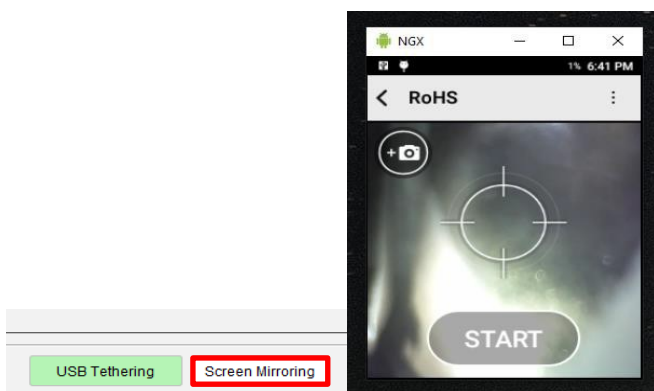 NGX
1% 6:41 PM
RoHS
START
USB Tethering
Screen Mirroring